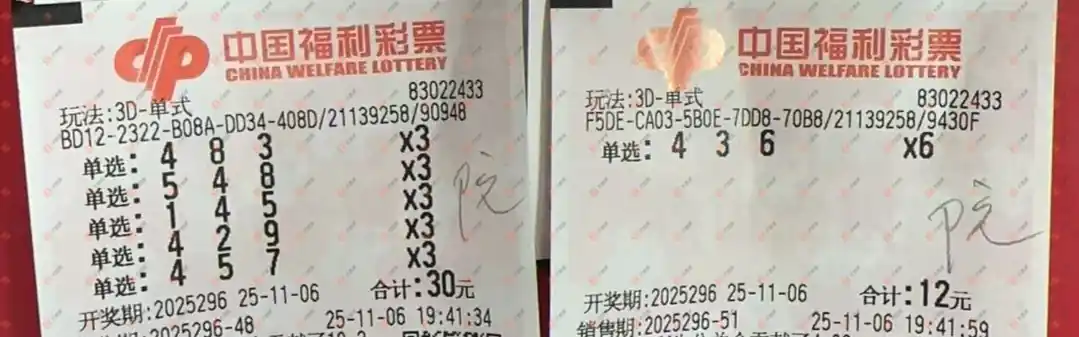 中国福利彩票
CHINA WELFARE LOTTERY
83022433
玩法:3D-单式
BD12-2322-B08A-DD34-408D/21139258/90948
单选: 4 8 3 x3
单选: 5 4 8 x3
单选: 1 4 5 x3
单选: 4 2 9 x3
单选: 4 5 7 x3
开奖期:2025296 25-11-06 合计:30元
2025296-48 25-11-06 19:41:34
中国福利彩票
CHINA WELFARE LOTTERY
83022433
玩法:3D-单式
F5DE-CA03-5B0E-7DD8-70B8/21139258/9430F
单选: 4 3 6 x6
开奖期:2025296 25-11-06 合计:12元
销售期:2025296-51 25-11-06 19:41:59